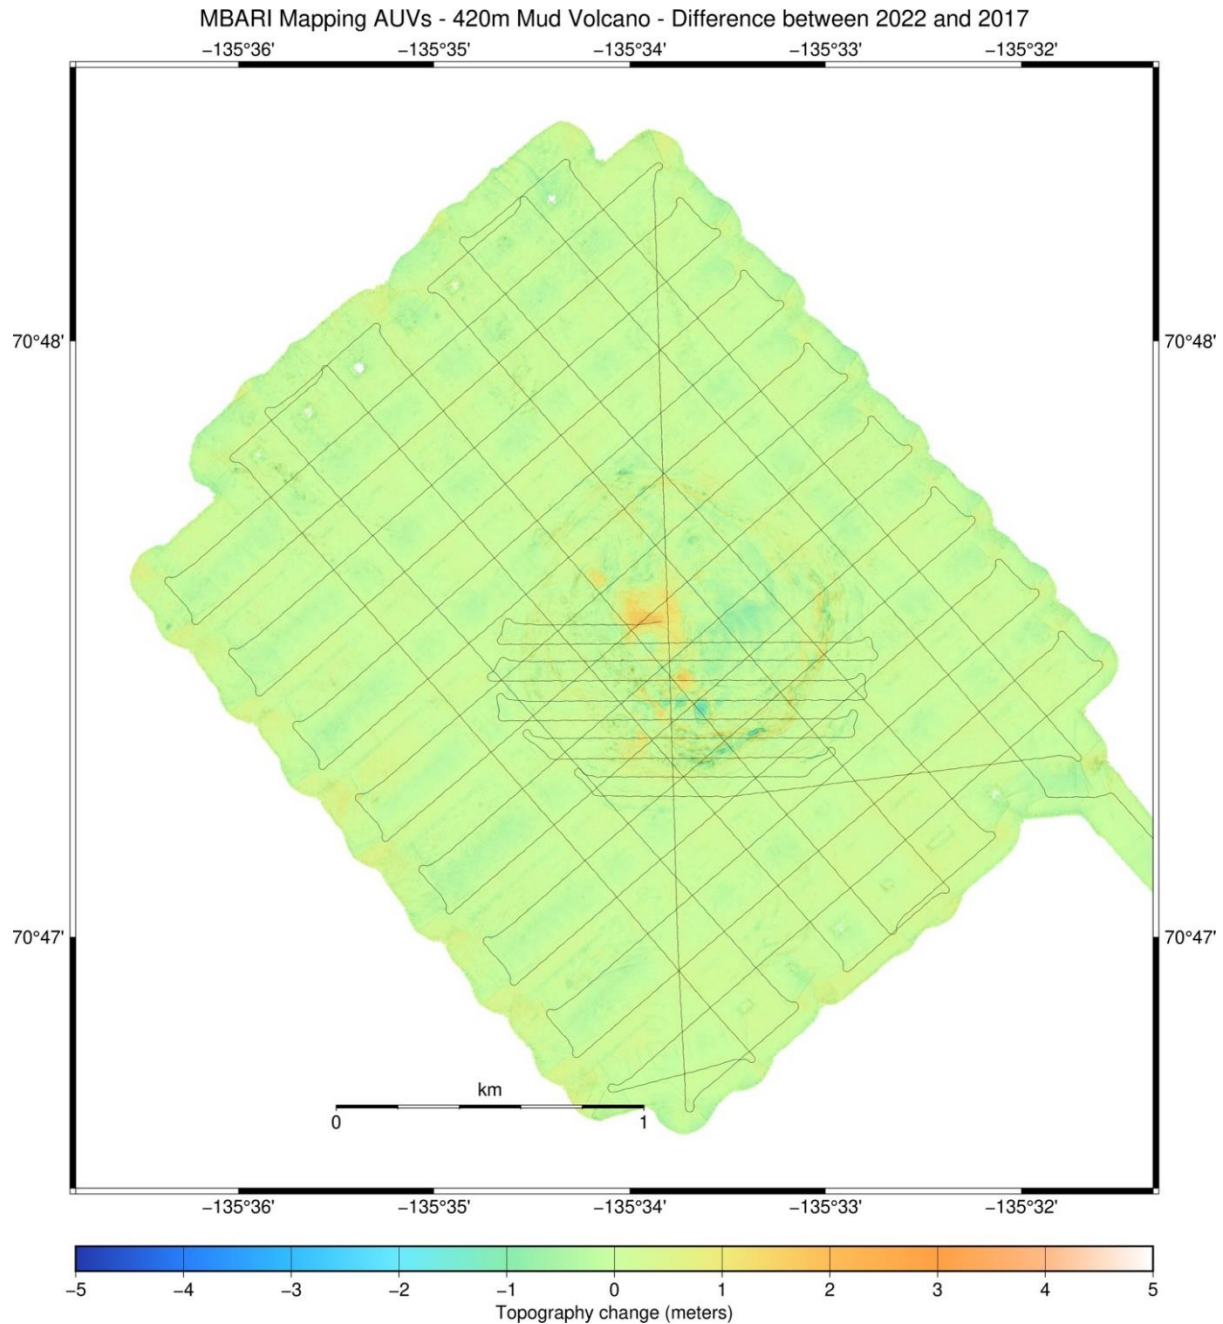 MBARI Mapping AUVs - 420m Mud Volcano - Difference between 2022 and 2017
−135°36' −135°35' −135°34' −135°33' −135°32'
70°48' 70°48'
70°47' 70°47'
km
0 1
−135°36' −135°35' −135°34' −135°33' −135°32'
−5 −4 −3 −2 −1 0 1 2 3 4 5
Topography change (meters)